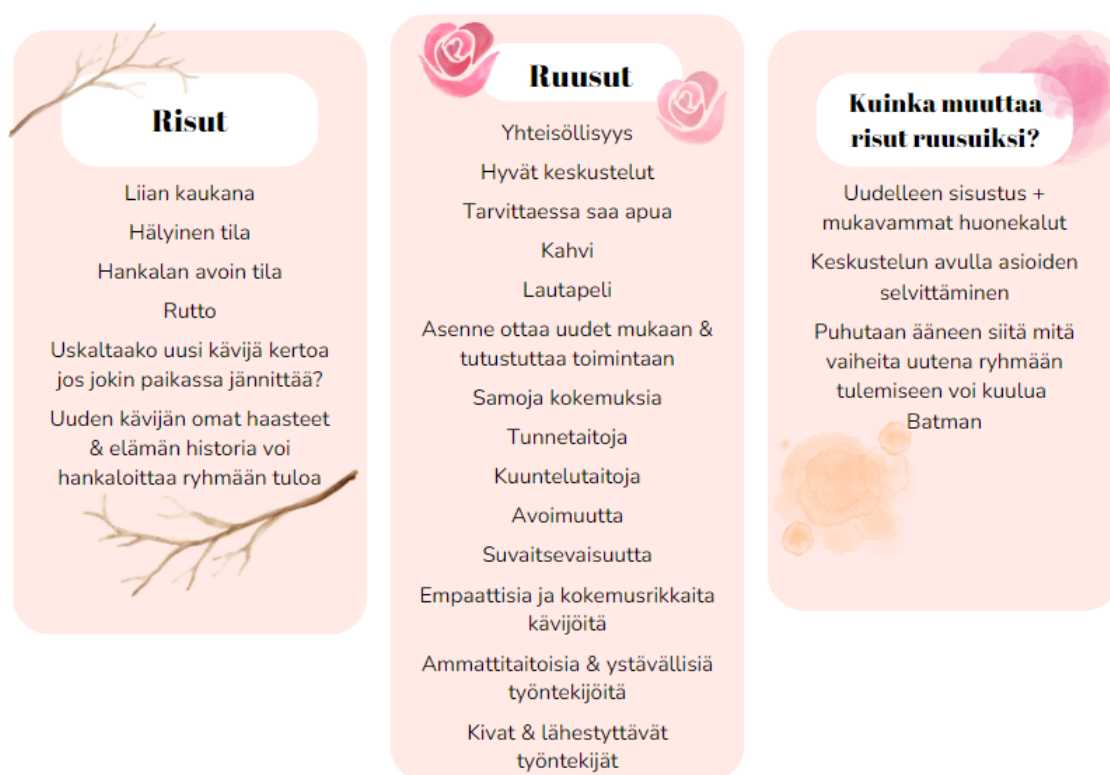 Risut
Liian kaukana
Hälyinen tila
Hankalan avoin tila
Rutto
Uskaltaako uusi kävijä kertoa
jos jokin paikassa jännittää?
Uuden kävijän omat haasteet
& elämän historia voi
hankaloittaa ryhmään tuloa
Ruusut
Yhteisöllisyys
Hyvät keskustelut
Tarvittaessa saa apua
Kahvi
Lautapeli
Asenne ottaa uudet mukaan &
tutustuttaa toimintaan
Samoja kokemuksia
Tunnetaitoja
Kuuntelutaitoja
Avoimuutta
Suvaitsevaisuutta
Empaattisia ja kokemusrikkaita
kävijöitä
Ammattitaitoisia & ystävällisiä
työntekijöitä
Kivat & lähestyttävät
työntekijät
Kuinka muuttaa
risut ruusuiksi?
Uudelleen sisustus +
mukavammat huonekalut
Keskustelun avulla asioiden
selvittäminen
Puhutaan ääneen siitä mitä
vaiheita uutena ryhmään
tulemiseen voi kuulua
Batman